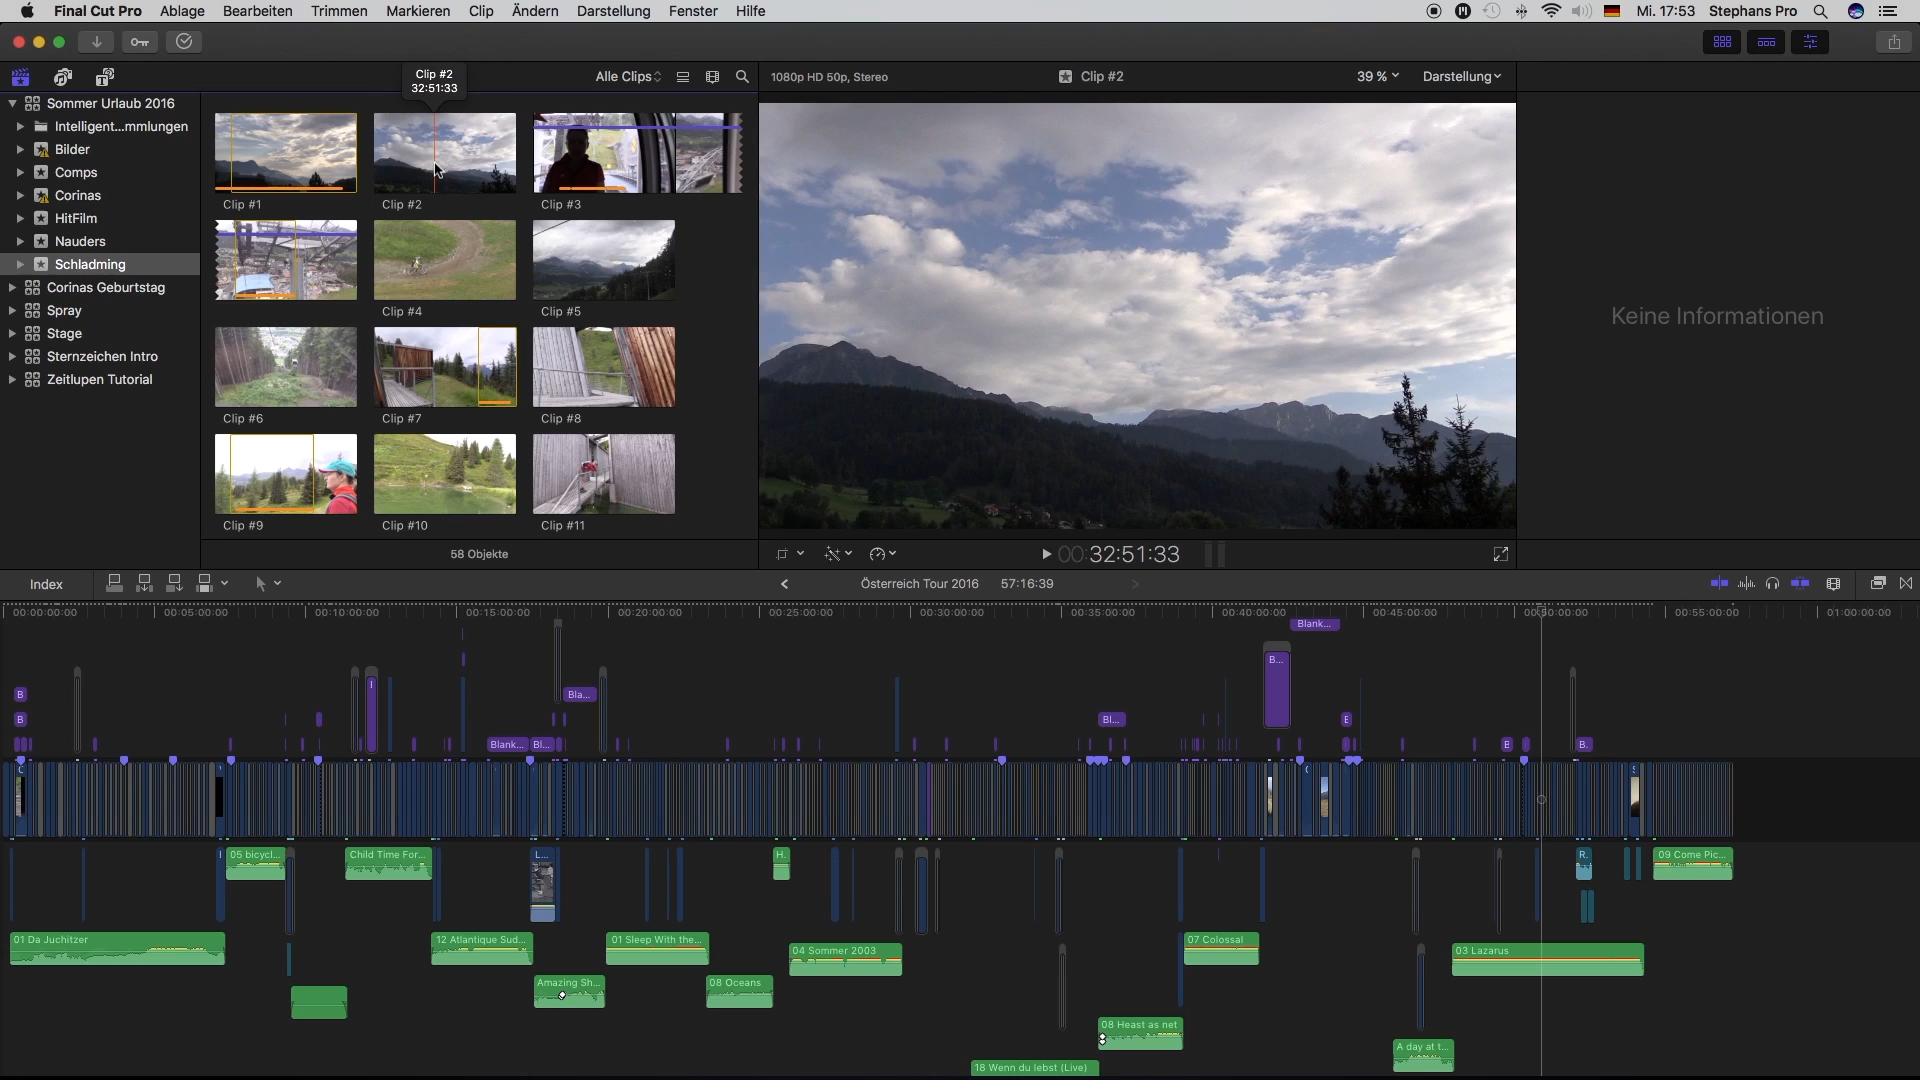 Final Cut Pro Ablage Bearbeiten Trimmen Markieren Clip Ändern Darstellung Fenster Hilfe
Mi. 17:53 Stephans Pro
Clip #2
32:51:33
Alle Clips
1080p HD 50p, Stereo
Clip #2
39 %
Darstellung
Sommer Urlaub 2016
Intelligent...mmlungen
Bilder
Comps
Corinas
HitFilm
Nauders
Schladming
Corinas Geburtstag
Spray
Stage
Sternzeichen Intro
Zeitlupen Tutorial
Clip #1
Clip #2
Clip #3
Clip #4
Clip #5
Clip #6
Clip #7
Clip #8
Clip #9
Clip #10
Clip #11
58 Objekte
Keine Informationen
00:32:51:33
Index
Österreich Tour 2016 57:16:39
00:00:00:00 00:05:00:00 00:10:00:00 00:15:00:00 00:20:00:00 00:25:00:00 00:30:00:00 00:35:00:00 00:40:00:00 00:45:00:00 00:50:00:00 00:55:00:00 01:00:00:00
Blank...
B...
B
Bla...
B
Bl...
Blank... Bl...
B.
05 bicycl...
Child Time For...
L...
H.
R.
09 Come Pic...
01 Da Juchitzer
12 Atlantique Sud...
01 Sleep With the...
04 Sommer 2003
07 Colossal
03 Lazarus
Amazing Sh...
08 Oceans
08 Heast as net
A day at t...
18 Wenn du lebst (Live)